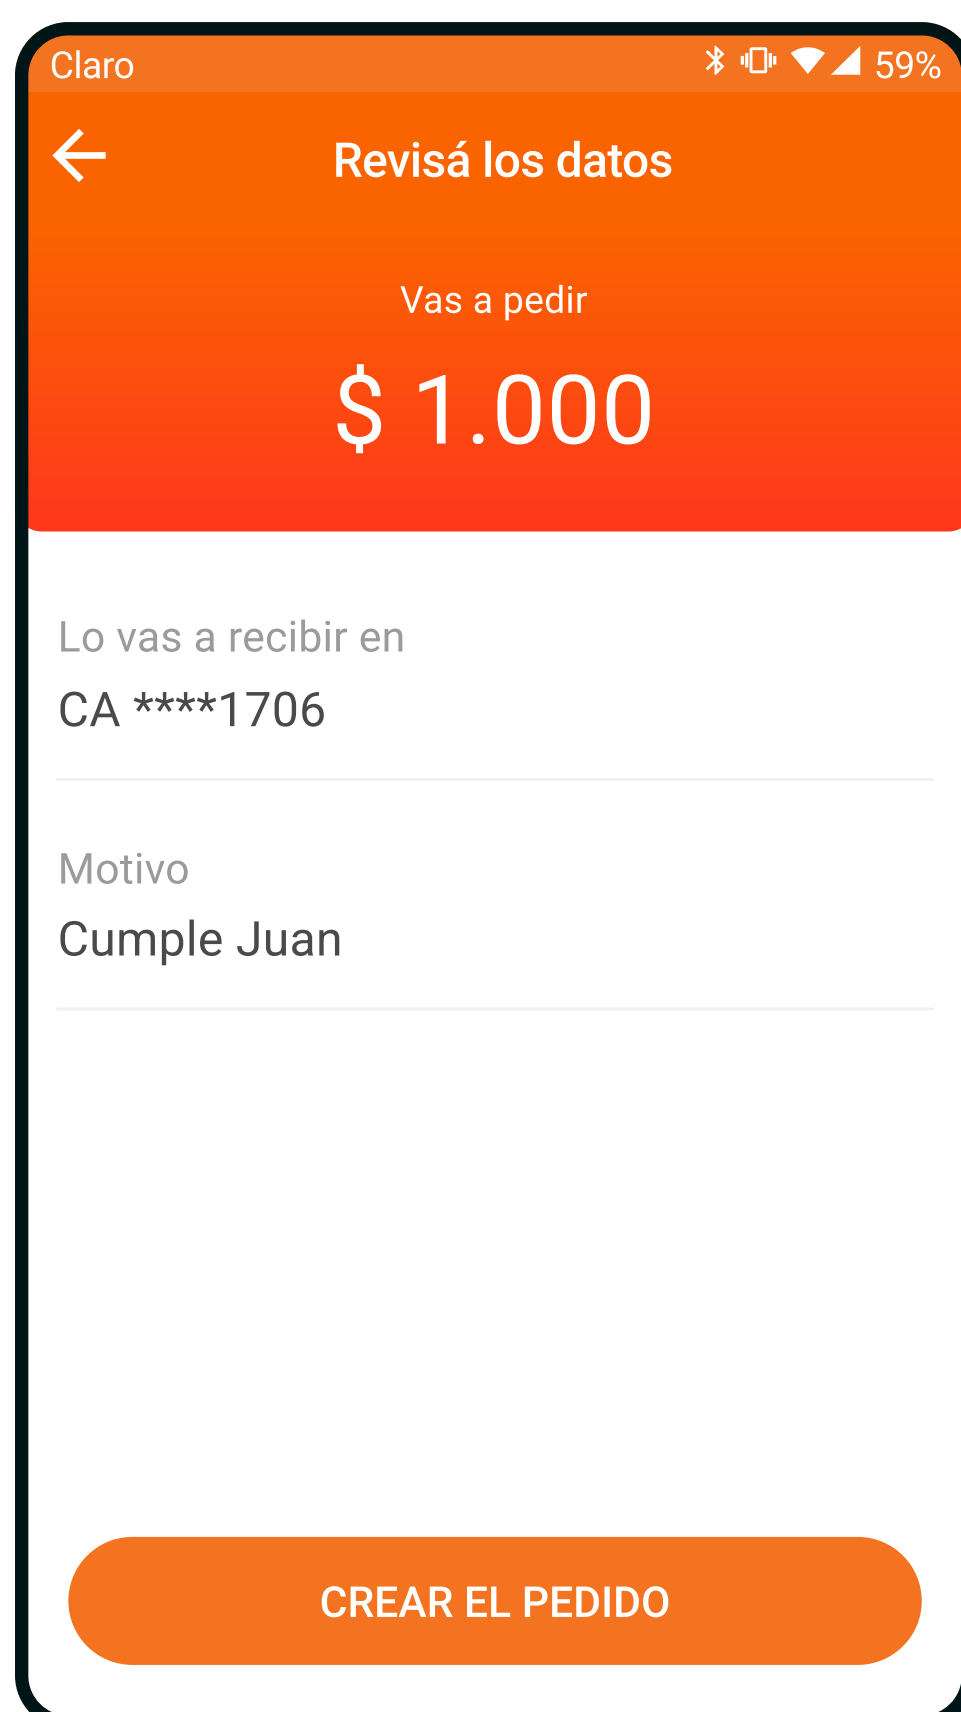 Claro 59%
Revisá los datos
Vas a pedir
$ 1.000
Lo vas a recibir en
CA ****1706
Motivo
Cumple Juan
CREAR EL PEDIDO